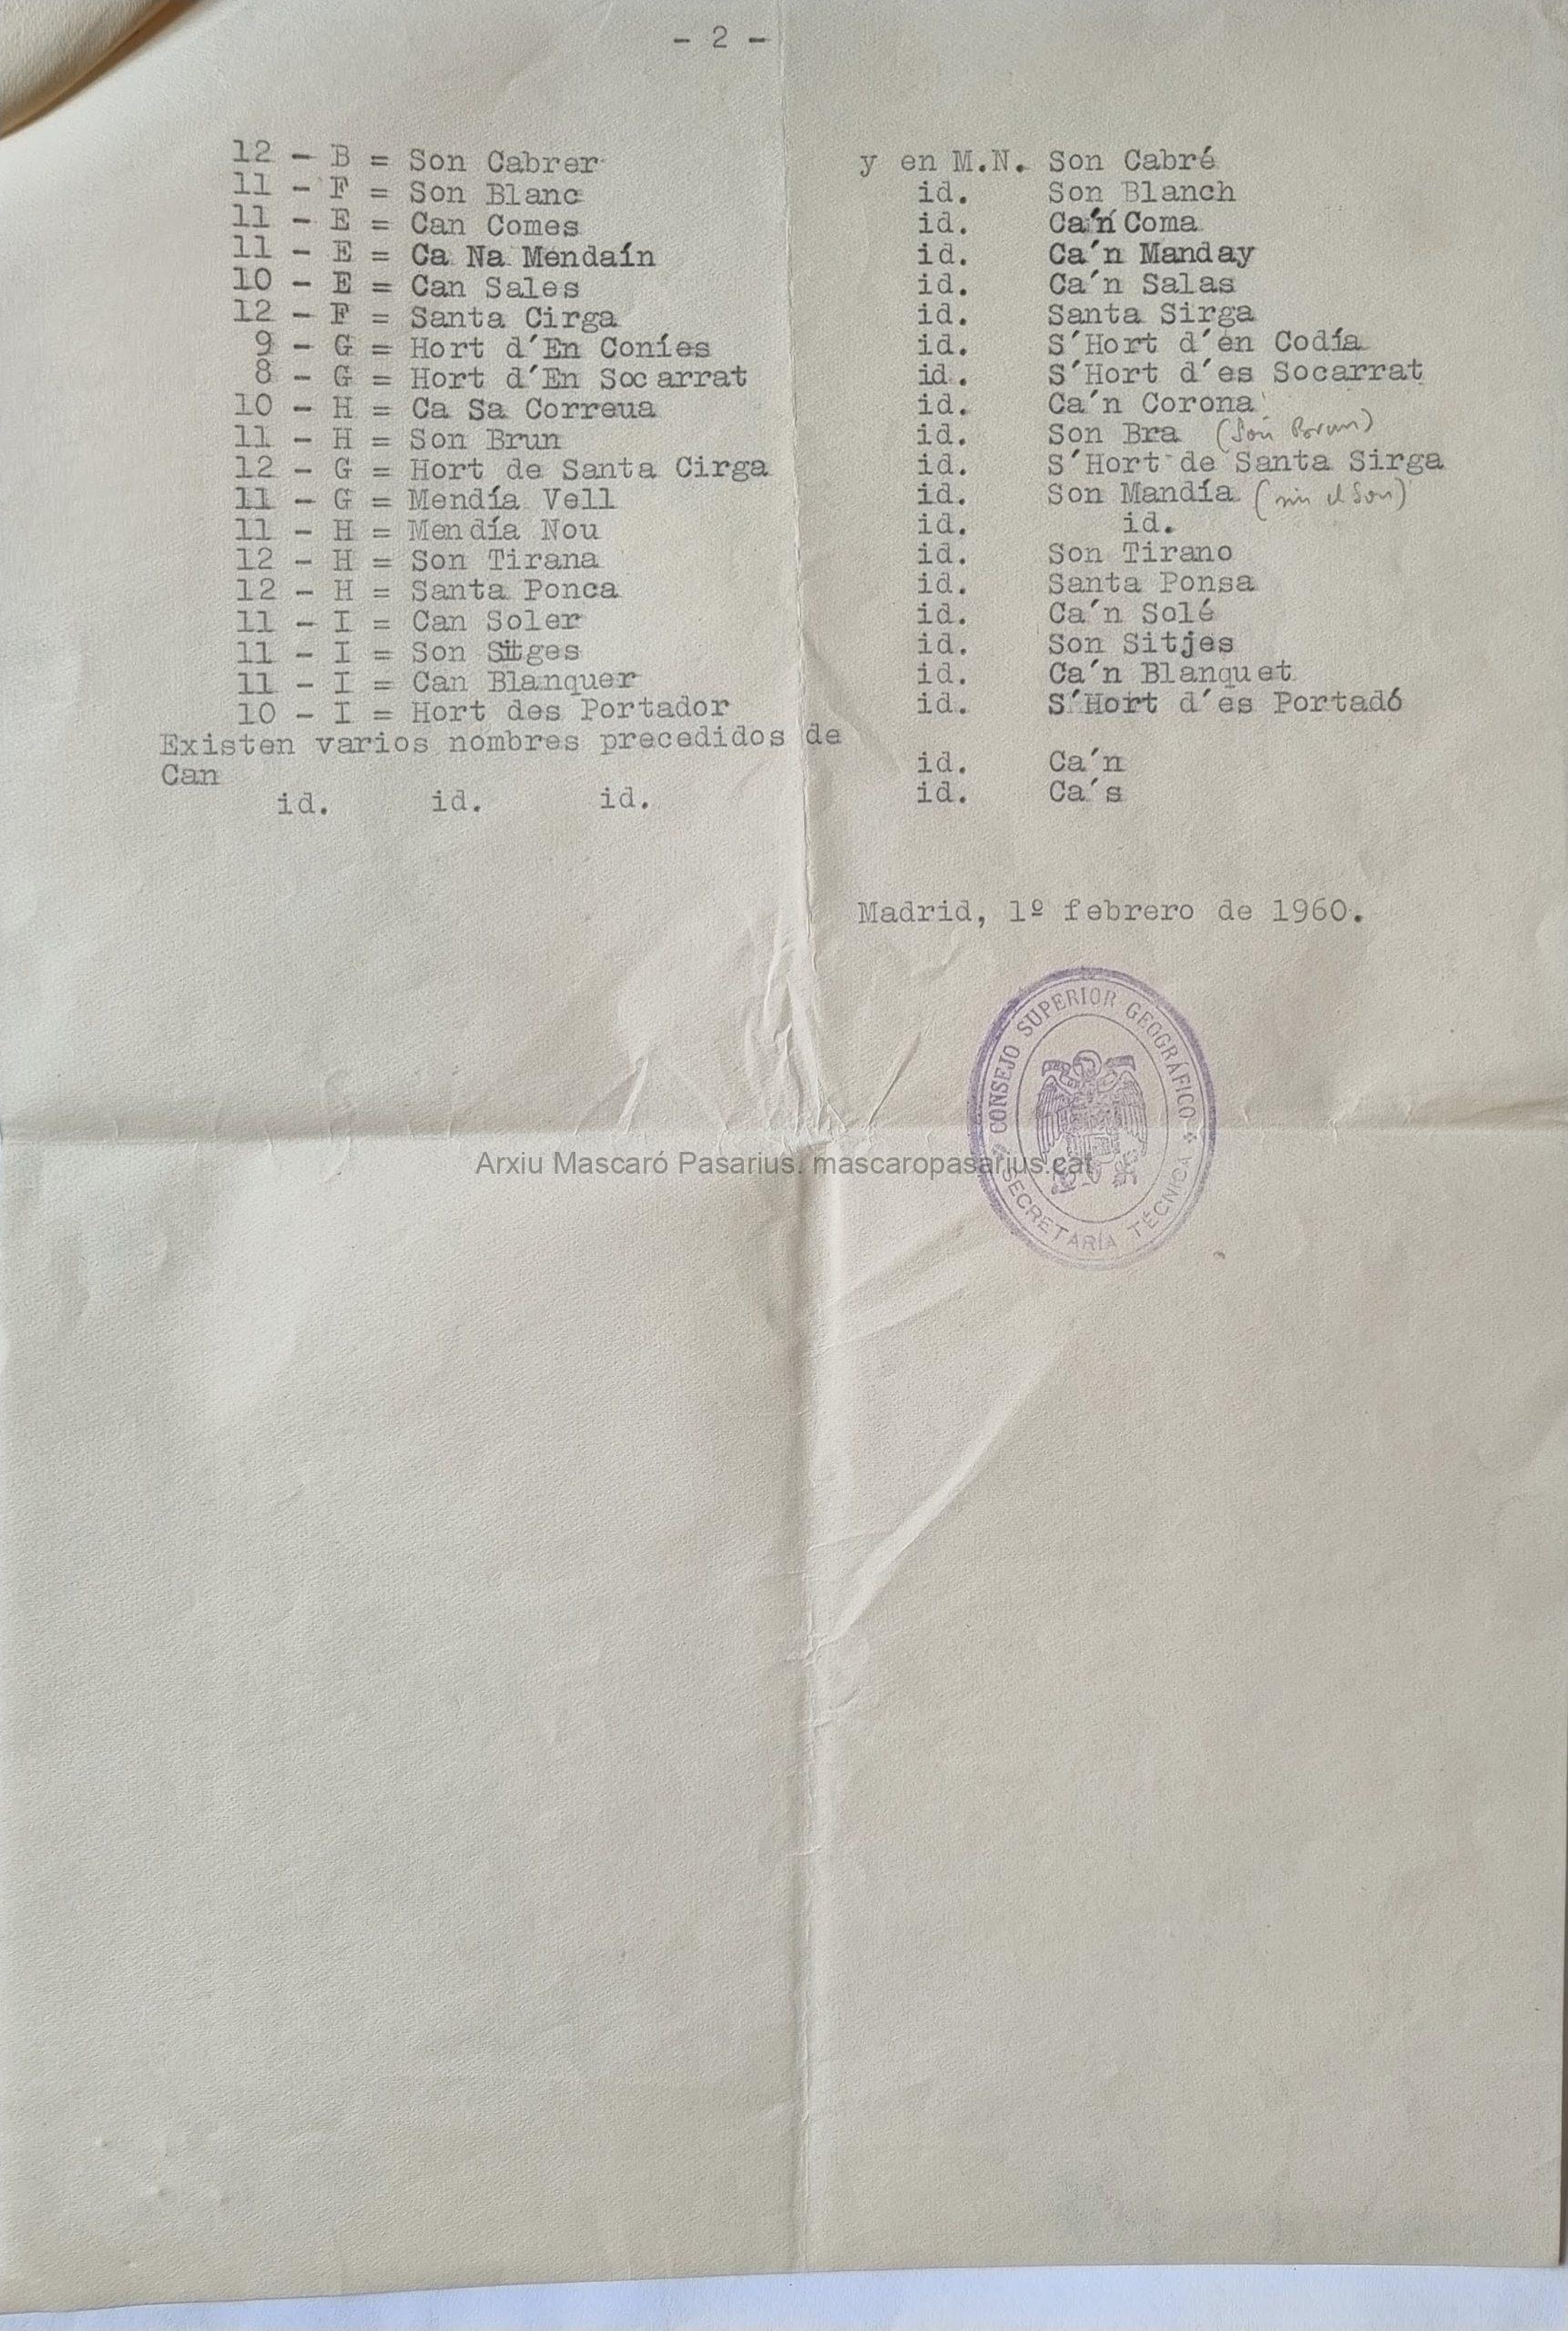 - 2 -
12 - B = Son Cabrer y en M.N. Son Cabré
11 - F = Son Blanc id. Son Blanch
11 - E = Can Comes id. Ca'n Coma
11 - E = Ca Na Mendaín id. Ca'n Manday
10 - E = Can Sales id. Ca'n Salas
12 - F = Santa Cirga id. Santa Sirga
9 - G = Hort d'En Coníes id. S'Hort d'én Codía
8 - G = Hort d'En Socarrat id. S'Hort d'es Socarrat
10 - H = Ca Sa Correua id. Ca'n Corona
11 - H = Son Brun id. Son Bra (Son
12 - G = Hort de Santa Cirga id. S'Hort de Santa Sirga
11 - G = Mendía Vell id. Son Mandía (sin el Son)
11 - H = Mendía Nou id. id.
12 - H = Son Tirana id. Son Tirano
12 - H = Santa Ponca id. Santa Ponsa
11 - I = Can Soler id. Ca'n Solé
11 - I = Son Sitges id. Son Sitjes
11 - I = Can Blanquer id. Ca'n Blanquet
10 - I = Hort des Portador id. S'Hort d'es Portadó
Existen varios nombres precedidos de
Can id. Ca'n
id. id. id. id. Ca's
Madrid, 1º febrero de 1960.
CONSEJO SUPERIOR GEOGRÁFICO
SECRETARÍA TÉCNICA
Arxiu Mascaró Pasarius. mascaropasarius.cat